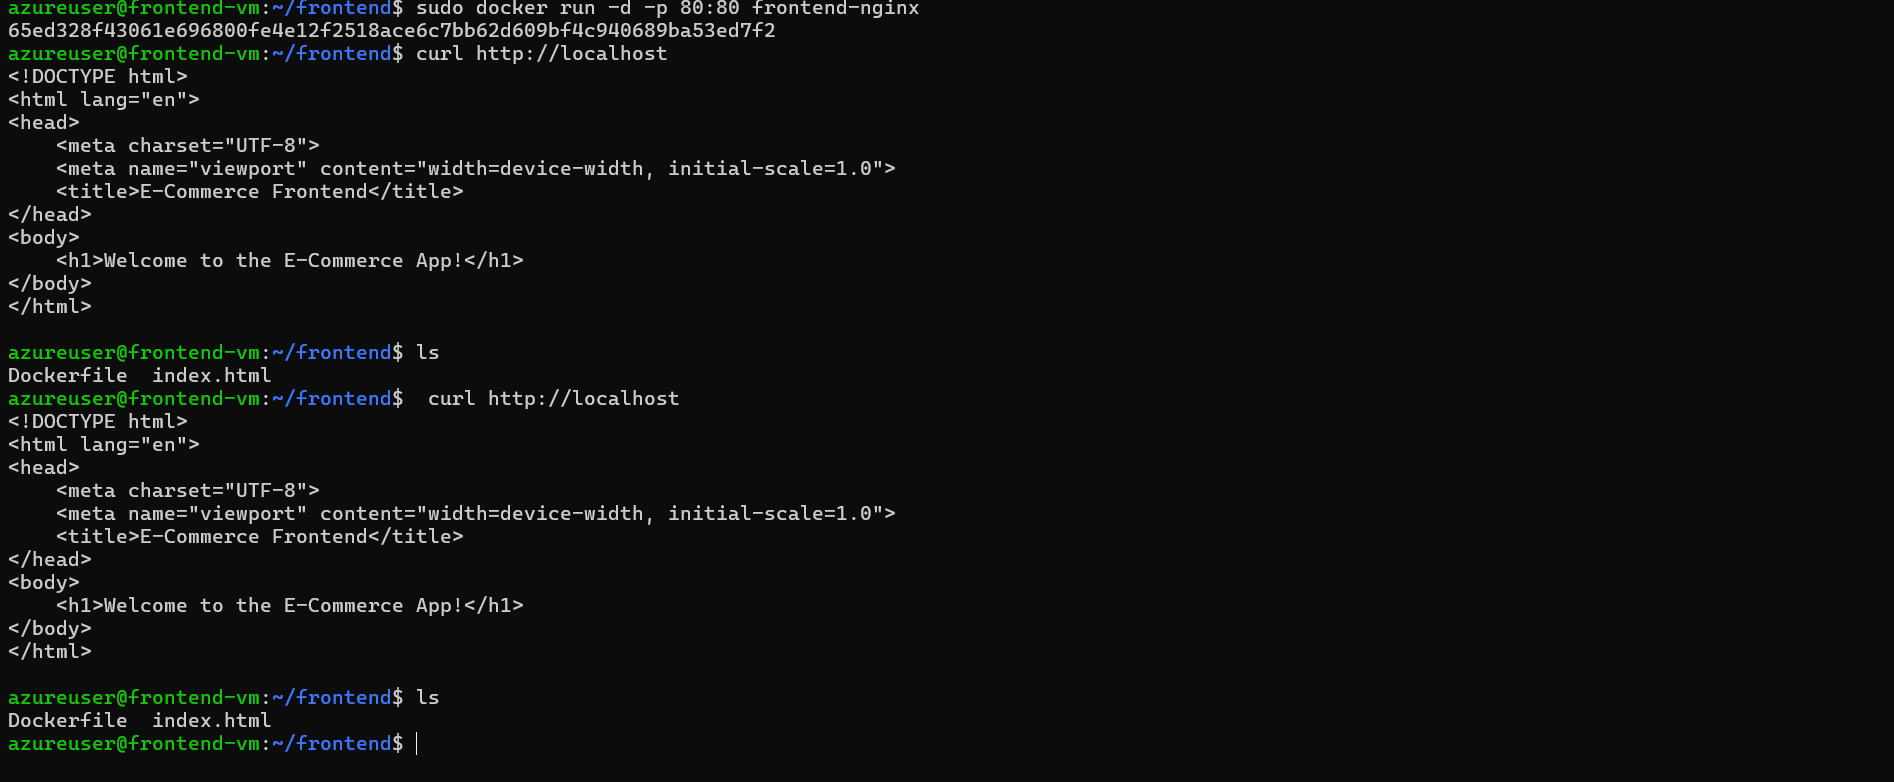 azureuser@frontend-vm:~/frontend$ sudo docker run -d -p 80:80 frontend-nginx
65ed328f43061e696800fe4e12f2518ace6c7bb62d609bf4c940689ba53ed7f2
azureuser@frontend-vm:~/frontend$ curl http://localhost
<!DOCTYPE html>
<html lang="en">
<head>
    <meta charset="UTF-8">
    <meta name="viewport" content="width=device-width, initial-scale=1.0">
    <title>E-Commerce Frontend</title>
</head>
<body>
    <h1>Welcome to the E-Commerce App!</h1>
</body>
</html>

azureuser@frontend-vm:~/frontend$ ls
Dockerfile  index.html
azureuser@frontend-vm:~/frontend$  curl http://localhost
<!DOCTYPE html>
<html lang="en">
<head>
    <meta charset="UTF-8">
    <meta name="viewport" content="width=device-width, initial-scale=1.0">
    <title>E-Commerce Frontend</title>
</head>
<body>
    <h1>Welcome to the E-Commerce App!</h1>
</body>
</html>

azureuser@frontend-vm:~/frontend$ ls
Dockerfile  index.html
azureuser@frontend-vm:~/frontend$